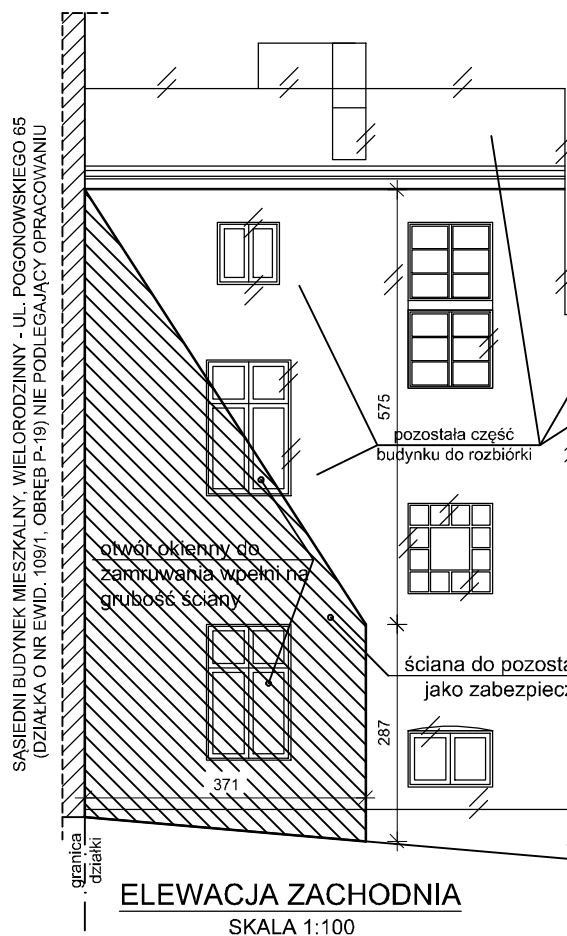 SĄSIEDNI BUDYNEK MIESZKALNY, WIELORODZINNY - UL. POGONOWSKIEGO 65
(DZIAŁKA O NR EWID. 109/1, OBRĘB P-19) NIE PODLEGAJĄCY OPRACOWANIU
575
pozostała część
budynku do rozbiórki
otwór okienny do
zamruwania wpełni na
grubość ściany
ściana do pozosta
jako zabezpiecz
287
371
granica
działki
ELEWACJA ZACHODNIA
SKALA 1:100